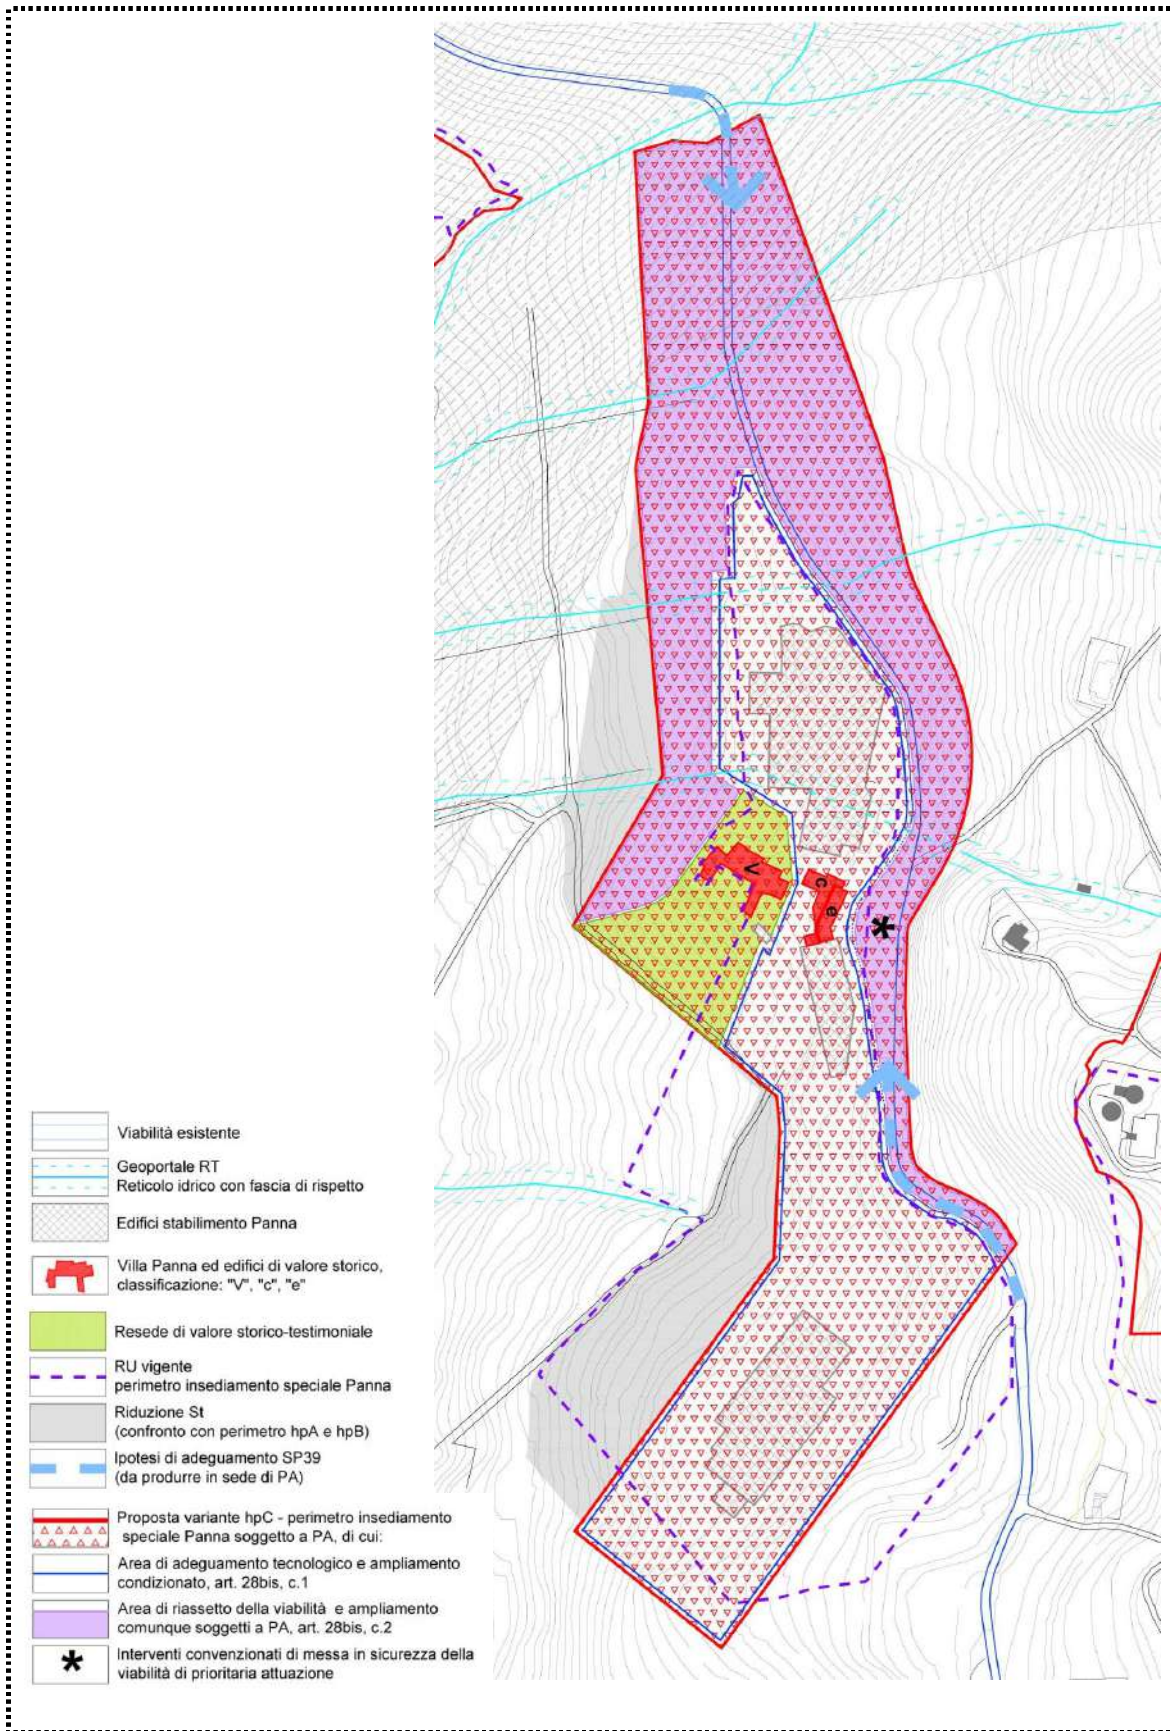 V
c
e
*
Viabilità esistente
Geoportale RT
Reticolo idrico con fascia di rispetto
Edifici stabilimento Panna
Villa Panna ed edifici di valore storico,
classificazione: "V", "c", "e"
Resede di valore storico-testimoniale
RU vigente
perimetro insediamento speciale Panna
Riduzione St
(confronto con perimetro hpA e hpB)
Ipotesi di adeguamento SP39
(da produrre in sede di PA)
Proposta variante hpC - perimetro insediamento
speciale Panna soggetto a PA, di cui:
Area di adeguamento tecnologico e ampliamento
condizionato, art. 28bis, c.1
Area di riassetto della viabilità e ampliamento
comunque soggetti a PA, art. 28bis, c.2
* Interventi convenzionati di messa in sicurezza della
viabilità di prioritaria attuazione